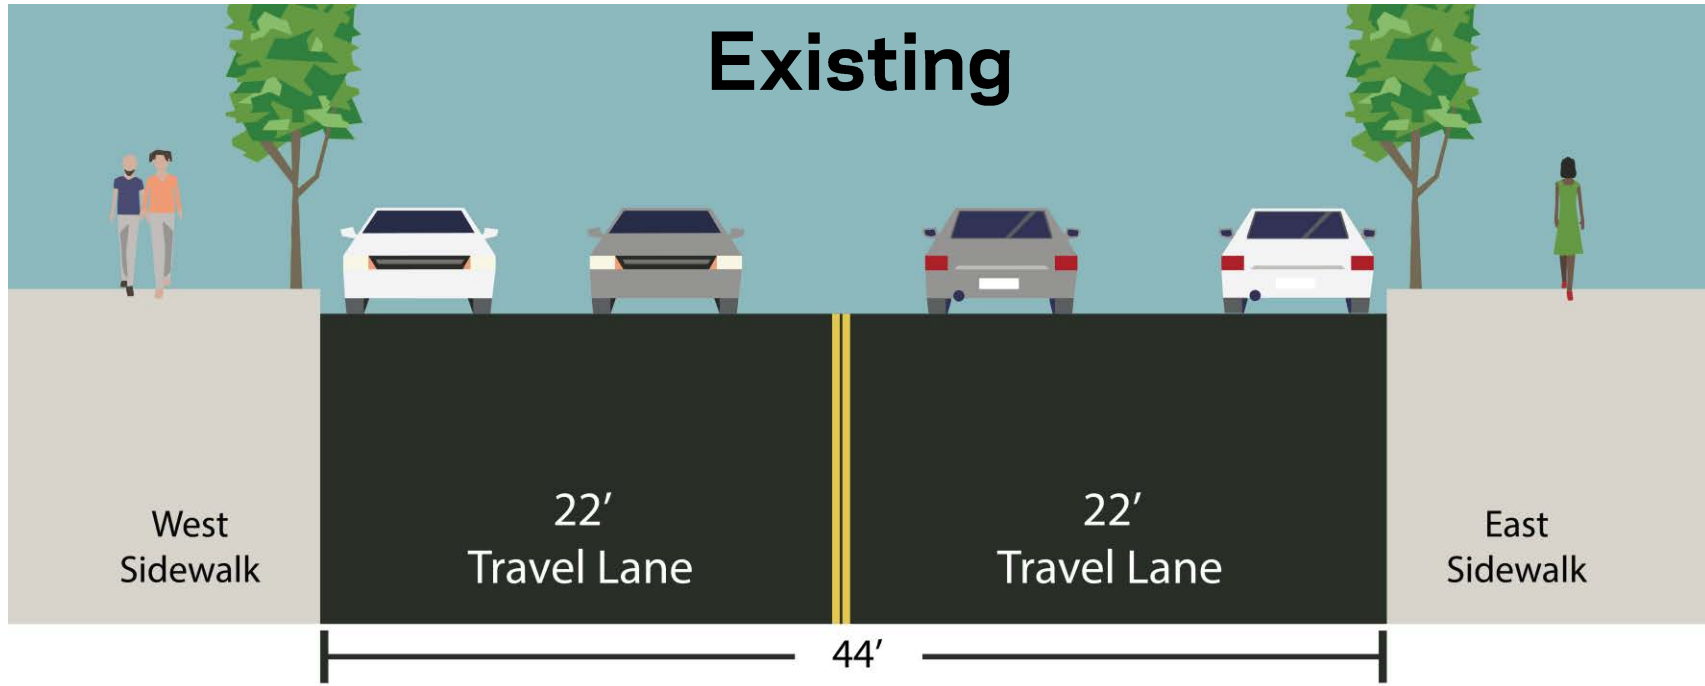 Existing
West
Sidewalk
22’
Travel Lane
22’
Travel Lane
East
Sidewalk
44’